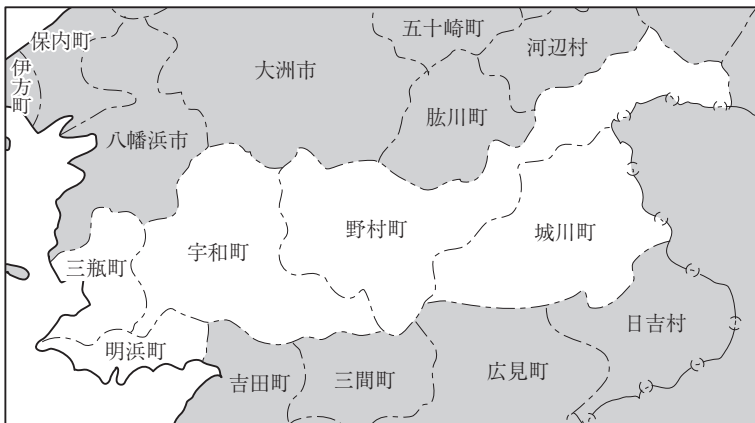 保内町
伊方町
五十崎町
河辺村
大洲市
肱川町
八幡浜市
野村町
城川町
宇和町
三瓶町
日吉村
明浜町
吉田町
三間町
広見町